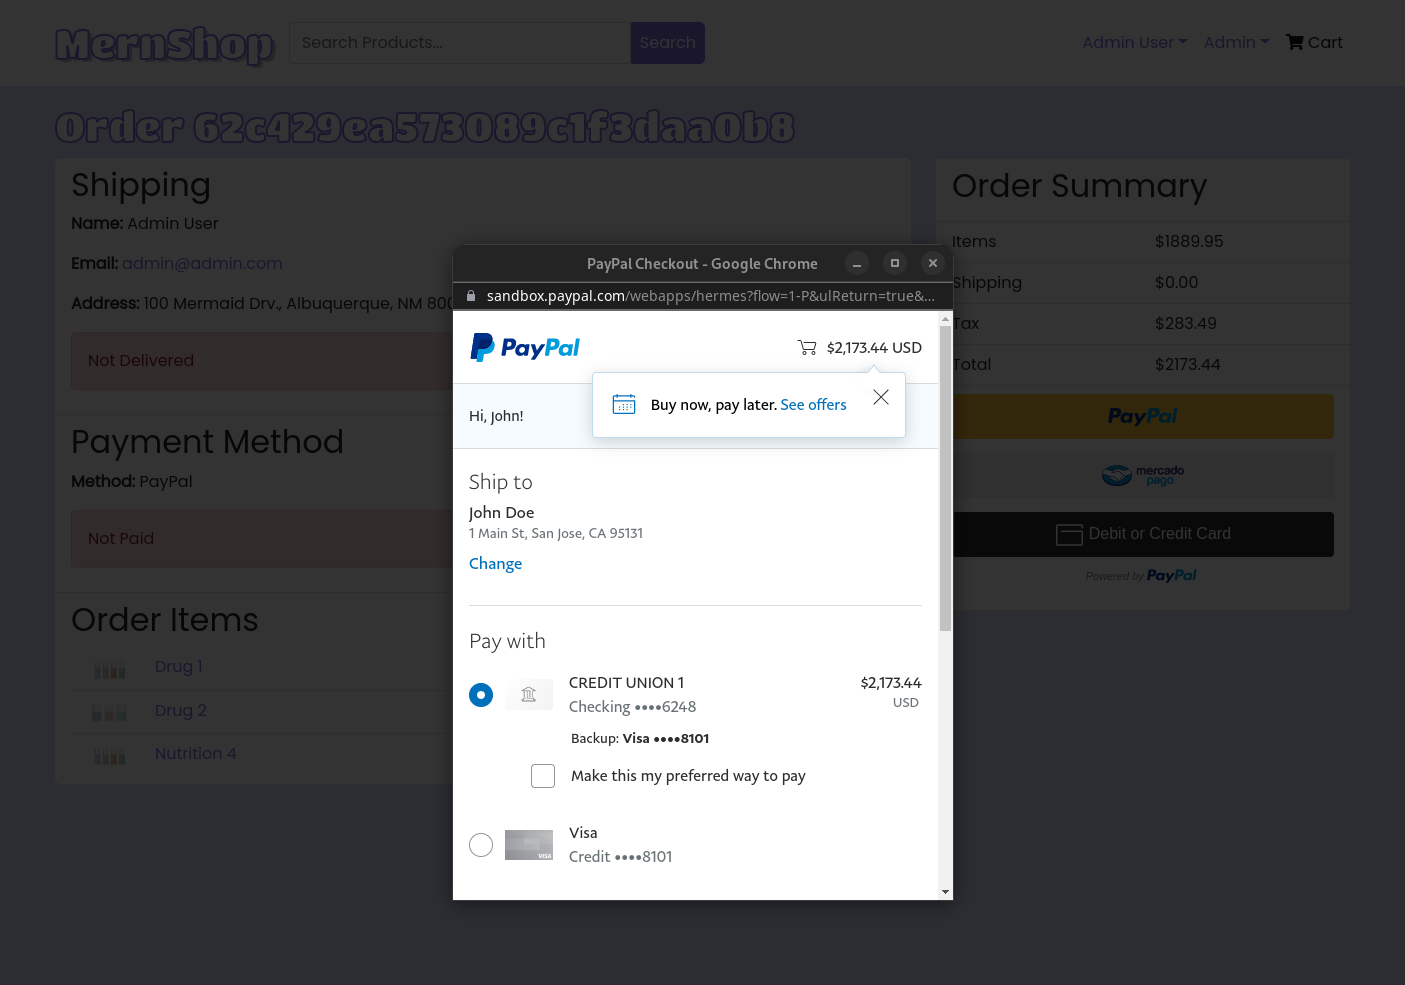 MernShop
Search Products...
Search
Admin User
Admin
Cart
Order 62c429ea573089c1f3daa0b8
Shipping
Name: Admin User
Email: admin@admin.com
Address: 100 Mermaid Drv., Albuquerque, NM 800
Not Delivered
Payment Method
Method: PayPal
Not Paid
Order Items
Drug 1
Drug 2
Nutrition 4
PayPal Checkout - Google Chrome
sandbox.paypal.com/webapps/hermes?flow=1-P&ulReturn=true&...
PayPal
$2,173.44 USD
Buy now, pay later. See offers
Hi, John!
Ship to
John Doe
1 Main St, San Jose, CA 95131
Change
Pay with
CREDIT UNION 1
$2,173.44
Checking ••••6248
USD
Backup: Visa ••••8101
Make this my preferred way to pay
Visa
VISA
Credit ••••8101
Order Summary
Items $1889.95
Shipping $0.00
Tax $283.49
Total $2173.44
PayPal
mercado
pago
Debit or Credit Card
Powered by PayPal